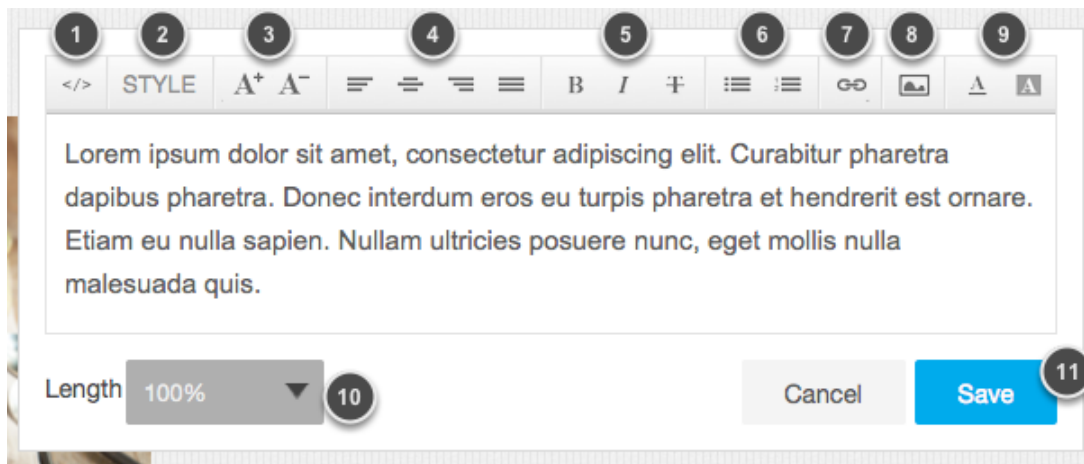 1 2 3 4 5 6 7 8 9
</> STYLE A+ A- B I T A A
Lorem ipsum dolor sit amet, consectetur adipiscing elit. Curabitur pharetra
dapibus pharetra. Donec interdum eros eu turpis pharetra et hendrerit est ornare.
Etiam eu nulla sapien. Nullam ultricies posuere nunc, eget mollis nulla
malesuada quis.
Length 100% 10 Cancel Save 11